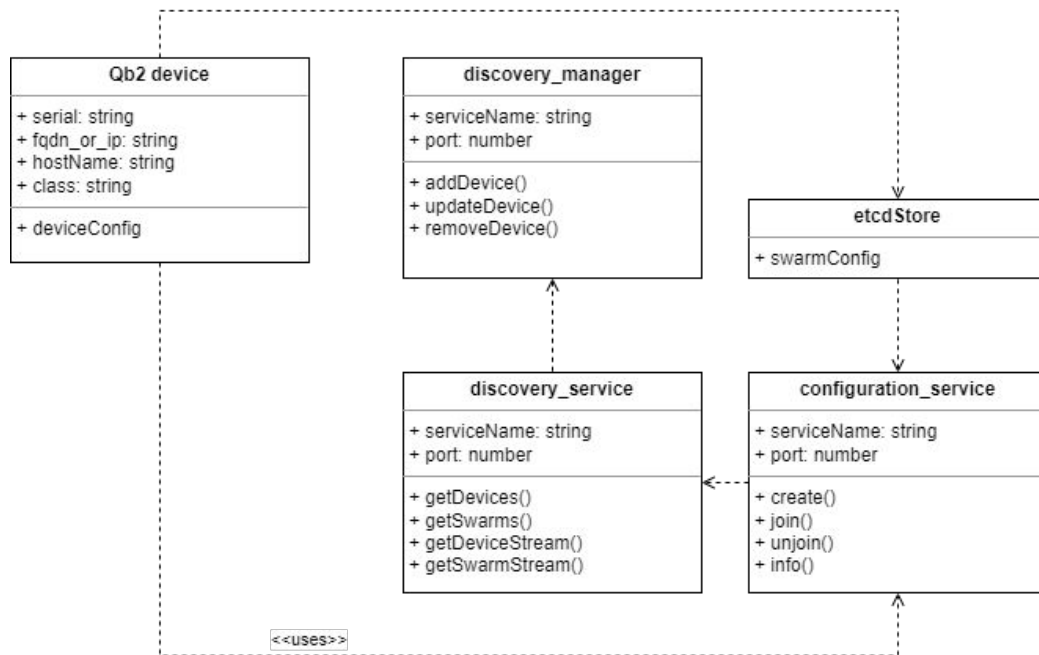 Qb2 device
+ serial: string
+ fqdn_or_ip: string
+ hostName: string
+ class: string
+ deviceConfig
discovery_manager
+ serviceName: string
+ port: number
+ addDevice()
+ updateDevice()
+ removeDevice()
etcdStore
+ swarmConfig
discovery_service
+ serviceName: string
+ port: number
+ getDevices()
+ getSwarms()
+ getDeviceStream()
+ getSwarmStream()
configuration_service
+ serviceName: string
+ port: number
+ create()
+ join()
+ unjoin()
+ info()
<<uses>>